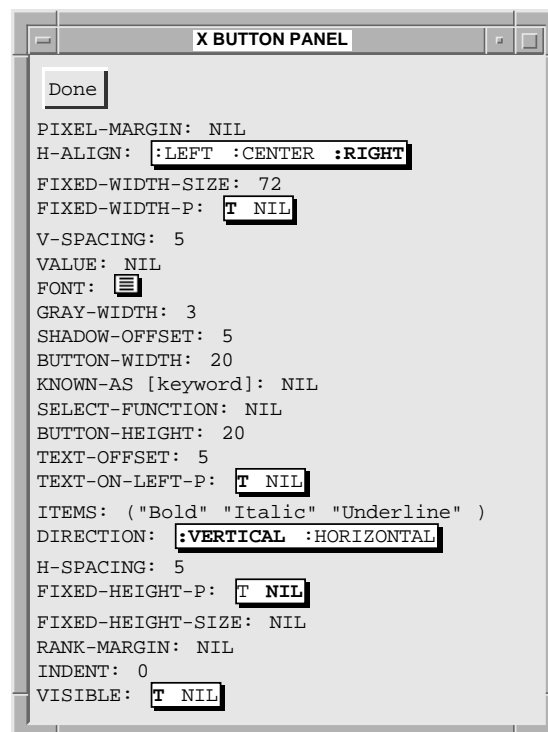 X BUTTON PANEL
Done
PIXEL-MARGIN: NIL
H-ALIGN: :LEFT :CENTER :RIGHT
FIXED-WIDTH-SIZE: 72
FIXED-WIDTH-P: T NIL
V-SPACING: 5
VALUE: NIL
FONT:
GRAY-WIDTH: 3
SHADOW-OFFSET: 5
BUTTON-WIDTH: 20
KNOWN-AS [keyword]: NIL
SELECT-FUNCTION: NIL
BUTTON-HEIGHT: 20
TEXT-OFFSET: 5
TEXT-ON-LEFT-P: T NIL
ITEMS: ("Bold" "Italic" "Underline" )
DIRECTION: :VERTICAL :HORIZONTAL
H-SPACING: 5
FIXED-HEIGHT-P: T NIL
FIXED-HEIGHT-SIZE: NIL
RANK-MARGIN: NIL
INDENT: 0
VISIBLE: T NIL